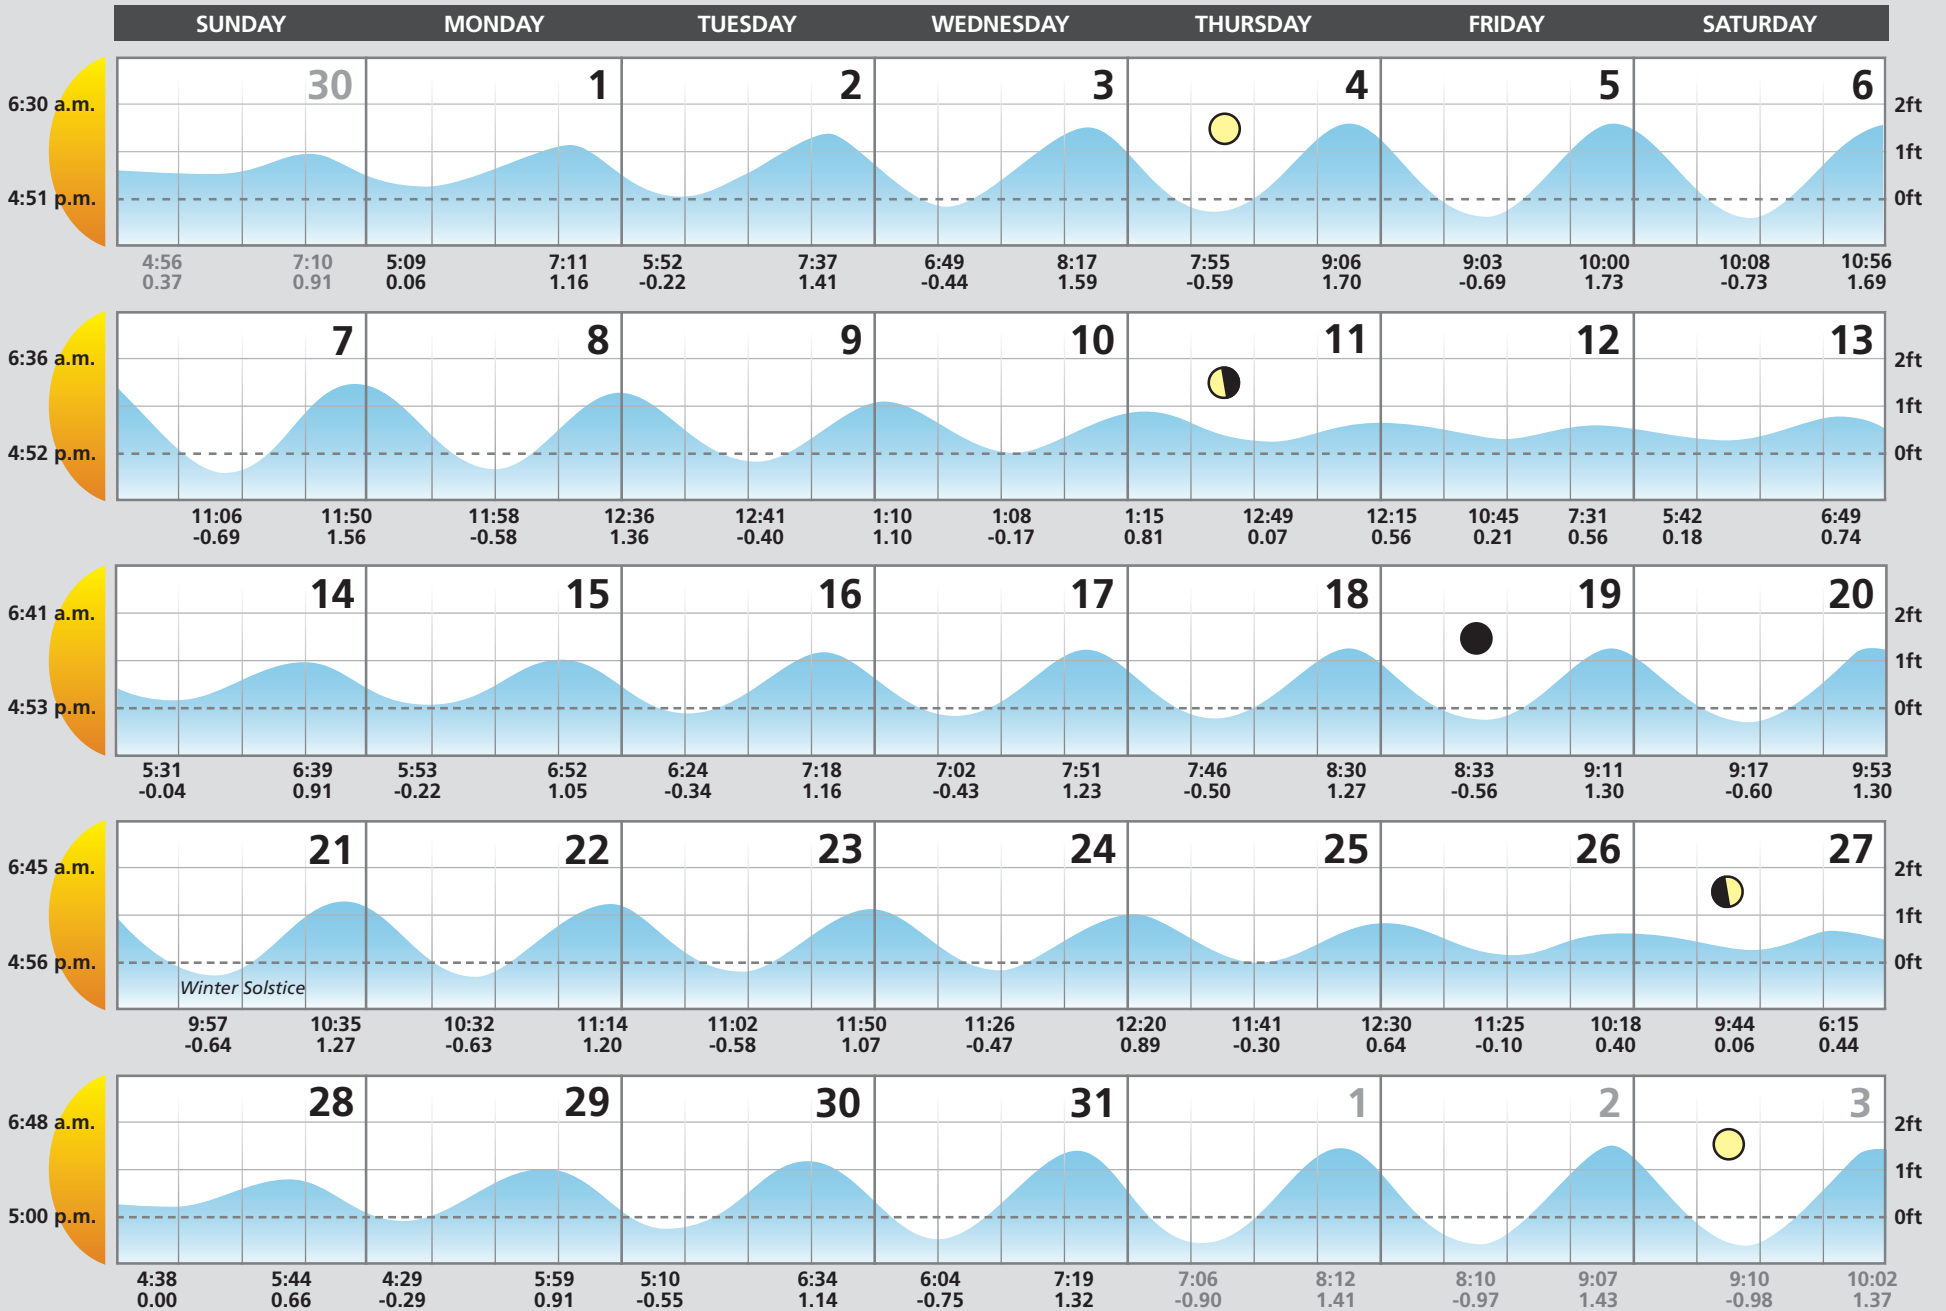 SUNDAY MONDAY TUESDAY WEDNESDAY THURSDAY FRIDAY SATURDAY
30 1 2 3 4 5 6
6:30 a.m. 2ft
1ft
4:51 p.m. 0ft
4:56 7:10 5:09 7:11 5:52 7:37 6:49 8:17 7:55 9:06 9:03 10:00 10:08 10:56
0.37 0.91 0.06 1.16 -0.22 1.41 -0.44 1.59 -0.59 1.70 -0.69 1.73 -0.73 1.69
7 8 9 10 11 12 13
6:36 a.m. 2ft
1ft
4:52 p.m. 0ft
11:06 11:50 11:58 12:36 12:41 1:10 1:08 1:15 12:49 12:15 10:45 7:31 5:42 6:49
-0.69 1.56 -0.58 1.36 -0.40 1.10 -0.17 0.81 0.07 0.56 0.21 0.56 0.18 0.74
14 15 16 17 18 19 20
6:41 a.m. 2ft
1ft
4:53 p.m. 0ft
5:31 6:39 5:53 6:52 6:24 7:18 7:02 7:51 7:46 8:30 8:33 9:11 9:17 9:53
-0.04 0.91 -0.22 1.05 -0.34 1.16 -0.43 1.23 -0.50 1.27 -0.56 1.30 -0.60 1.30
21 22 23 24 25 26 27
6:45 a.m. 2ft
1ft
4:56 p.m. 0ft
Winter Solstice
9:57 10:35 10:32 11:14 11:02 11:50 11:26 12:20 11:41 12:30 11:25 10:18 9:44 6:15
-0.64 1.27 -0.63 1.20 -0.58 1.07 -0.47 0.89 -0.30 0.64 -0.10 0.40 0.06 0.44
28 29 30 31 1 2 3
6:48 a.m. 2ft
1ft
5:00 p.m. 0ft
4:38 5:44 4:29 5:59 5:10 6:34 6:04 7:19 7:06 8:12 8:10 9:07 9:10 10:02
0.00 0.66 -0.29 0.91 -0.55 1.14 -0.75 1.32 -0.90 1.41 -0.97 1.43 -0.98 1.37